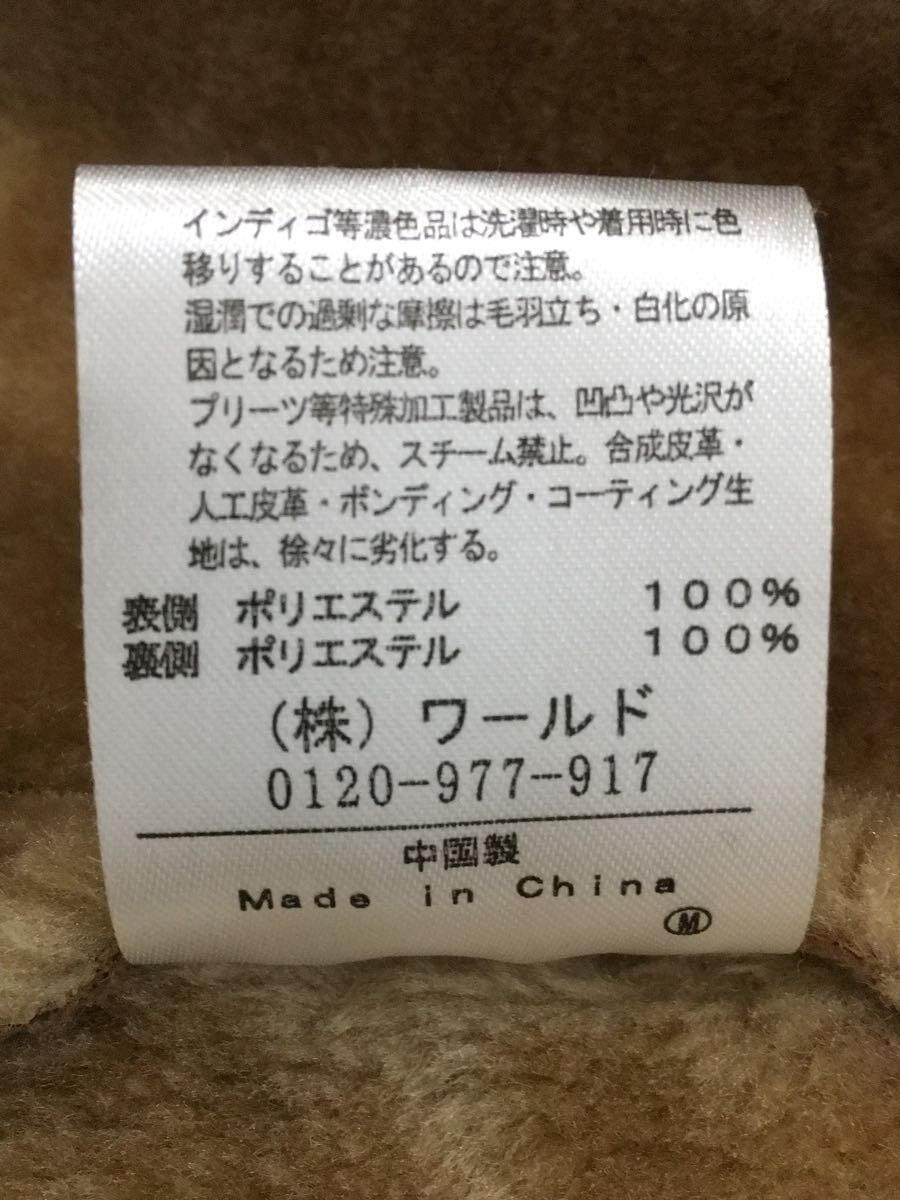 インディゴ等濃色品は洗濯時や着用時に色
移りすることがあるので注意。
湿潤での過剰な摩擦は毛羽立ち・白化の原
因となるため注意。
プリーツ等特殊加工製品は、凹凸や光沢が
なくなるため、スチーム禁止。合成皮革・
人工皮革・ボンディング・コーティング生
地は、徐々に劣化する。
表側 ポリエステル 100%
裏側 ポリエステル 100%
(株) ワールド
0120-977-917
中国製
Made in China
M